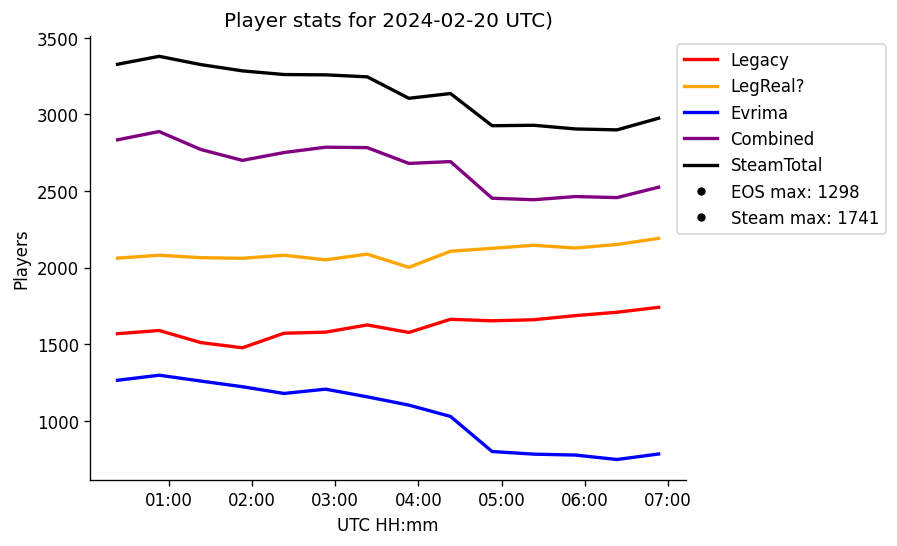 Player stats for 2024-02-20 UTC)
3500
3000
2500
2000
1500
1000
Players
01:00
02:00
03:00
04:00
05:00
06:00
07:00
UTC HH:mm
Legacy
LegReal?
Evrima
Combined
SteamTotal
EOS max: 1298
Steam max: 1741